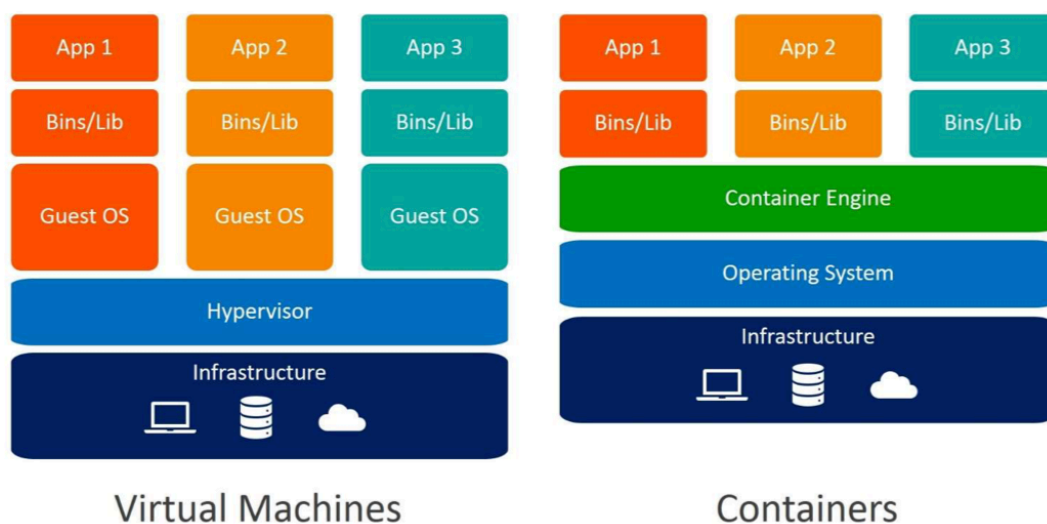 App 1
App 2
App 3
Bins/Lib
Bins/Lib
Bins/Lib
Guest OS
Guest OS
Guest OS
Hypervisor
Infrastructure
Virtual Machines
App 1
App 2
App 3
Bins/Lib
Bins/Lib
Bins/Lib
Container Engine
Operating System
Infrastructure
Containers